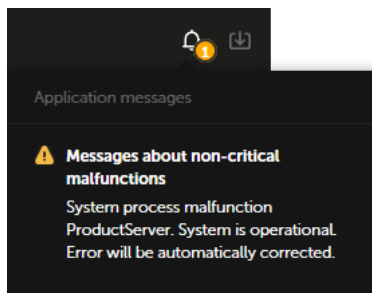 1
Application messages
Messages about non-critical
malfunctions
System process malfunction
ProductServer. System is operational.
Error will be automatically corrected.